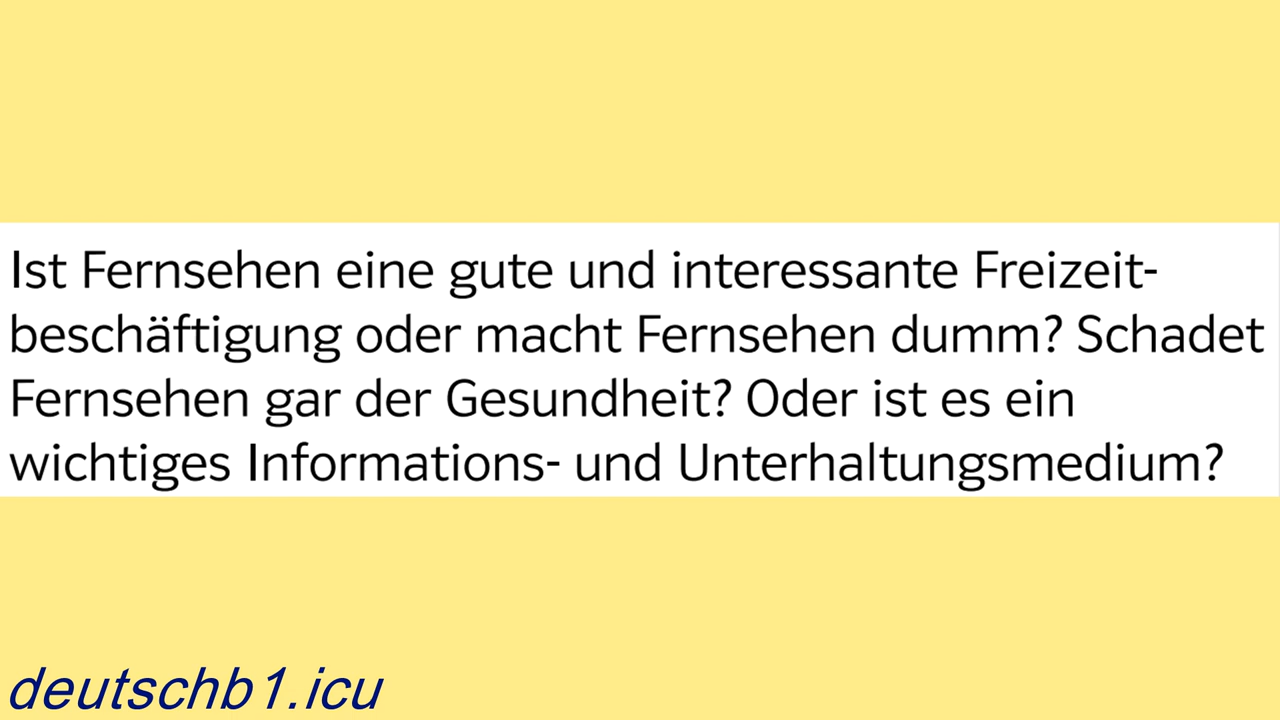 Ist Fernsehen eine gute und interessante Freizeit-
beschäftigung oder macht Fernsehen dumm? Schadet
Fernsehen gar der Gesundheit? Oder ist es ein
wichtiges Informations- und Unterhaltungsmedium?
deutschb1.icu